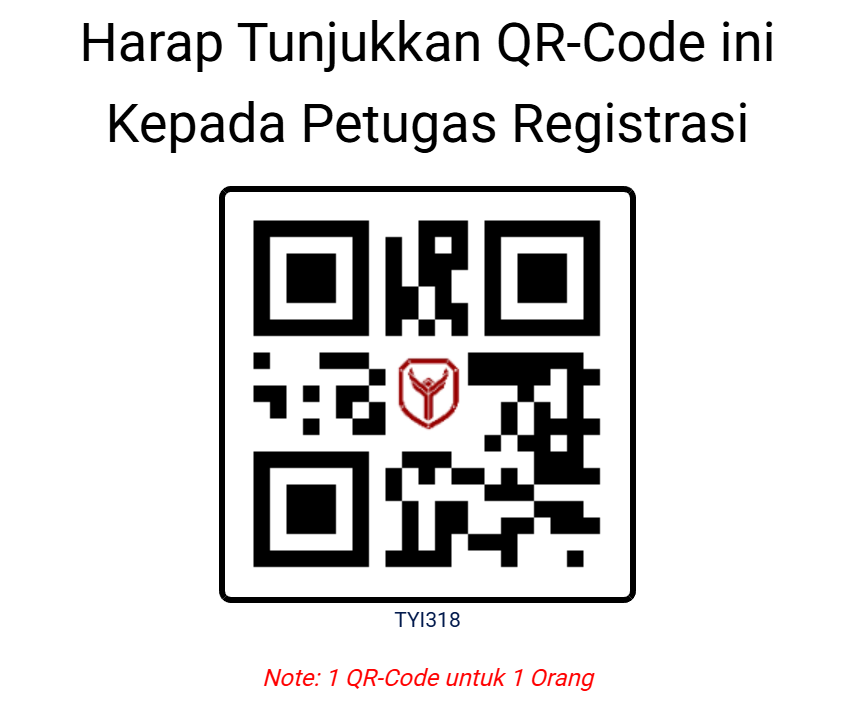 Harap Tunjukkan QR-Code ini
Kepada Petugas Registrasi
TYI318
Note: 1 QR-Code untuk 1 Orang